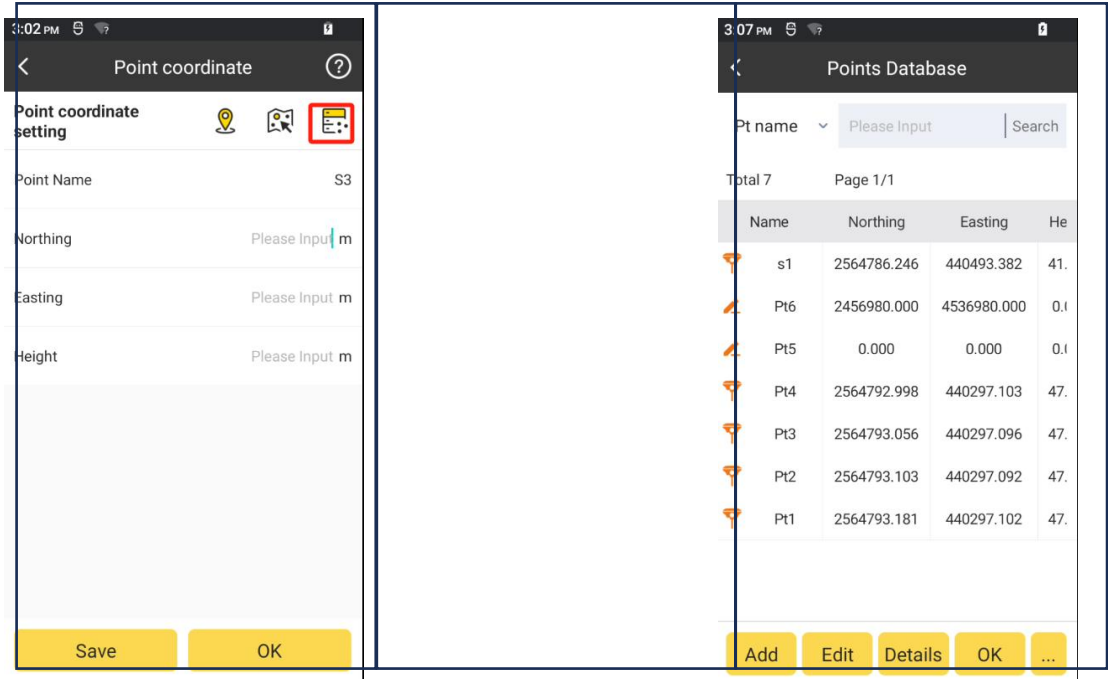 3:02 PM
Point coordinate
Point coordinate
setting
Point Name S3
Northing Please Input m
Easting Please Input m
Height Please Input m
Save OK
3:07 PM
Points Database
Pt name Please Input Search
Total 7 Page 1/1
Name Northing Easting He
s1 2564786.246 440493.382 41.
Pt6 2456980.000 4536980.000 0.0
Pt5 0.000 0.000 0.0
Pt4 2564792.998 440297.103 47.
Pt3 2564793.056 440297.096 47.
Pt2 2564793.103 440297.092 47.
Pt1 2564793.181 440297.102 47.
Add Edit Details OK ...